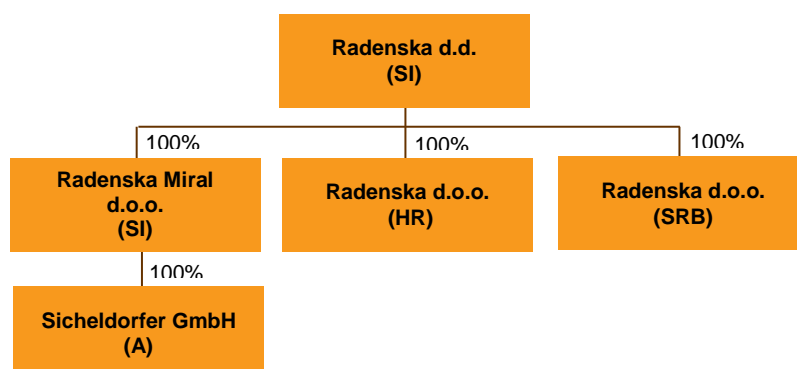 Radenska d.d.
(SI)
100%
100%
100%
Radenska Miral
d.o.o.
(SI)
Radenska d.o.o.
(HR)
Radenska d.o.o.
(SRB)
100%
Sicheldorfer GmbH
(A)